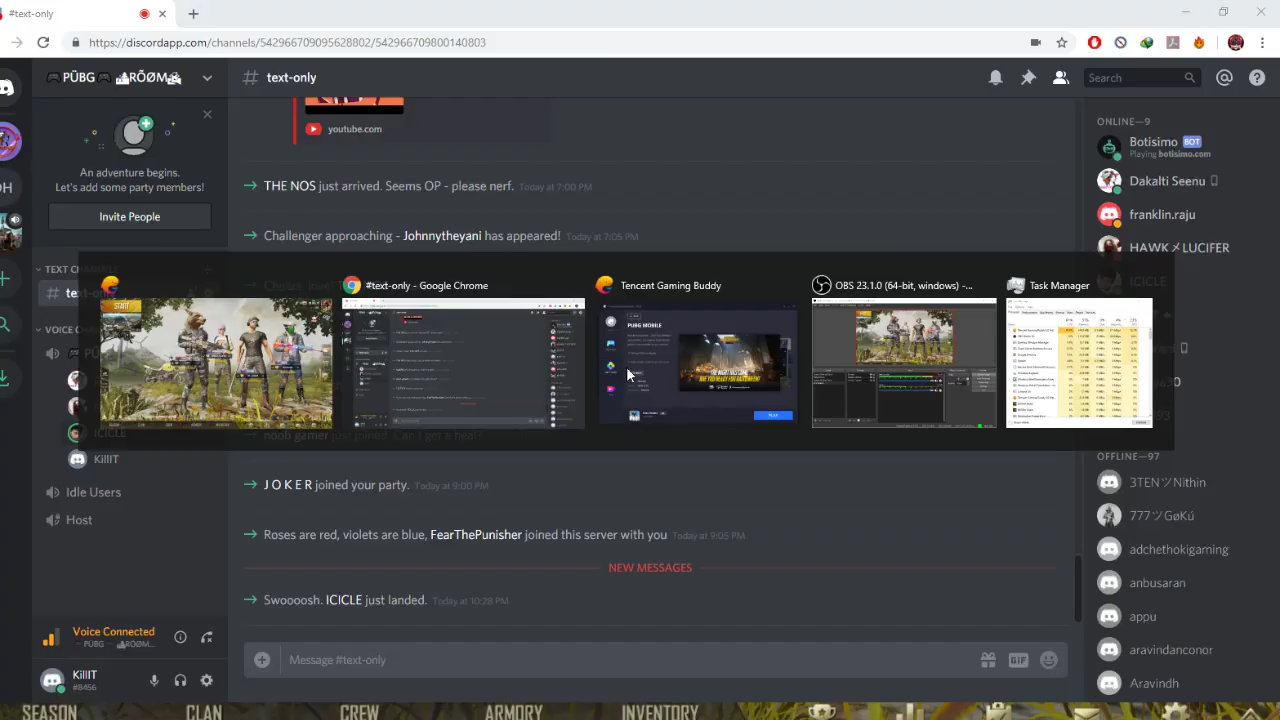 #text-only
https://discordapp.com/channels/542966709095628802/542966709800140803
🎮 PÜBG 🎮
# text-only
Search
youtube.com
An adventure begins.
Let's add some party members!
Invite People
THE NOS just arrived. Seems OP - please nerf. Today at 7:00 PM
Challenger approaching - Johnnytheyani has appeared! Today at 7:05 PM
TEXT CHANNELS
#text-only - Google Chrome
Tencent Gaming Buddy
OBS 23.1.0 (64-bit, windows) -...
Task Manager
START
PUBG MOBILE
PLAY
noob gamer just joined. Can I get a heal?
ICICLE
KillIT
J O K E R joined your party. Today at 9:00 PM
Idle Users
Host
Roses are red, violets are blue, FearThePunisher joined this server with you Today at 9:05 PM
NEW MESSAGES
Swoooosh. ICICLE just landed. Today at 10:28 PM
Voice Connected
KillIT
#8456
Message #text-only
GIF
ONLINE—9
Botisimo BOT
Playing botisimo.com
Dakalti Seenu
franklin.raju
HAWK〆LUCIFER
ICICLE
OFFLINE—97
3TENツNithin
777ツGøKú
adchethokigaming
anbusaran
appu
aravindanconor
Aravindh
SEASON
CLAN
CREW
ARMORY
INVENTORY